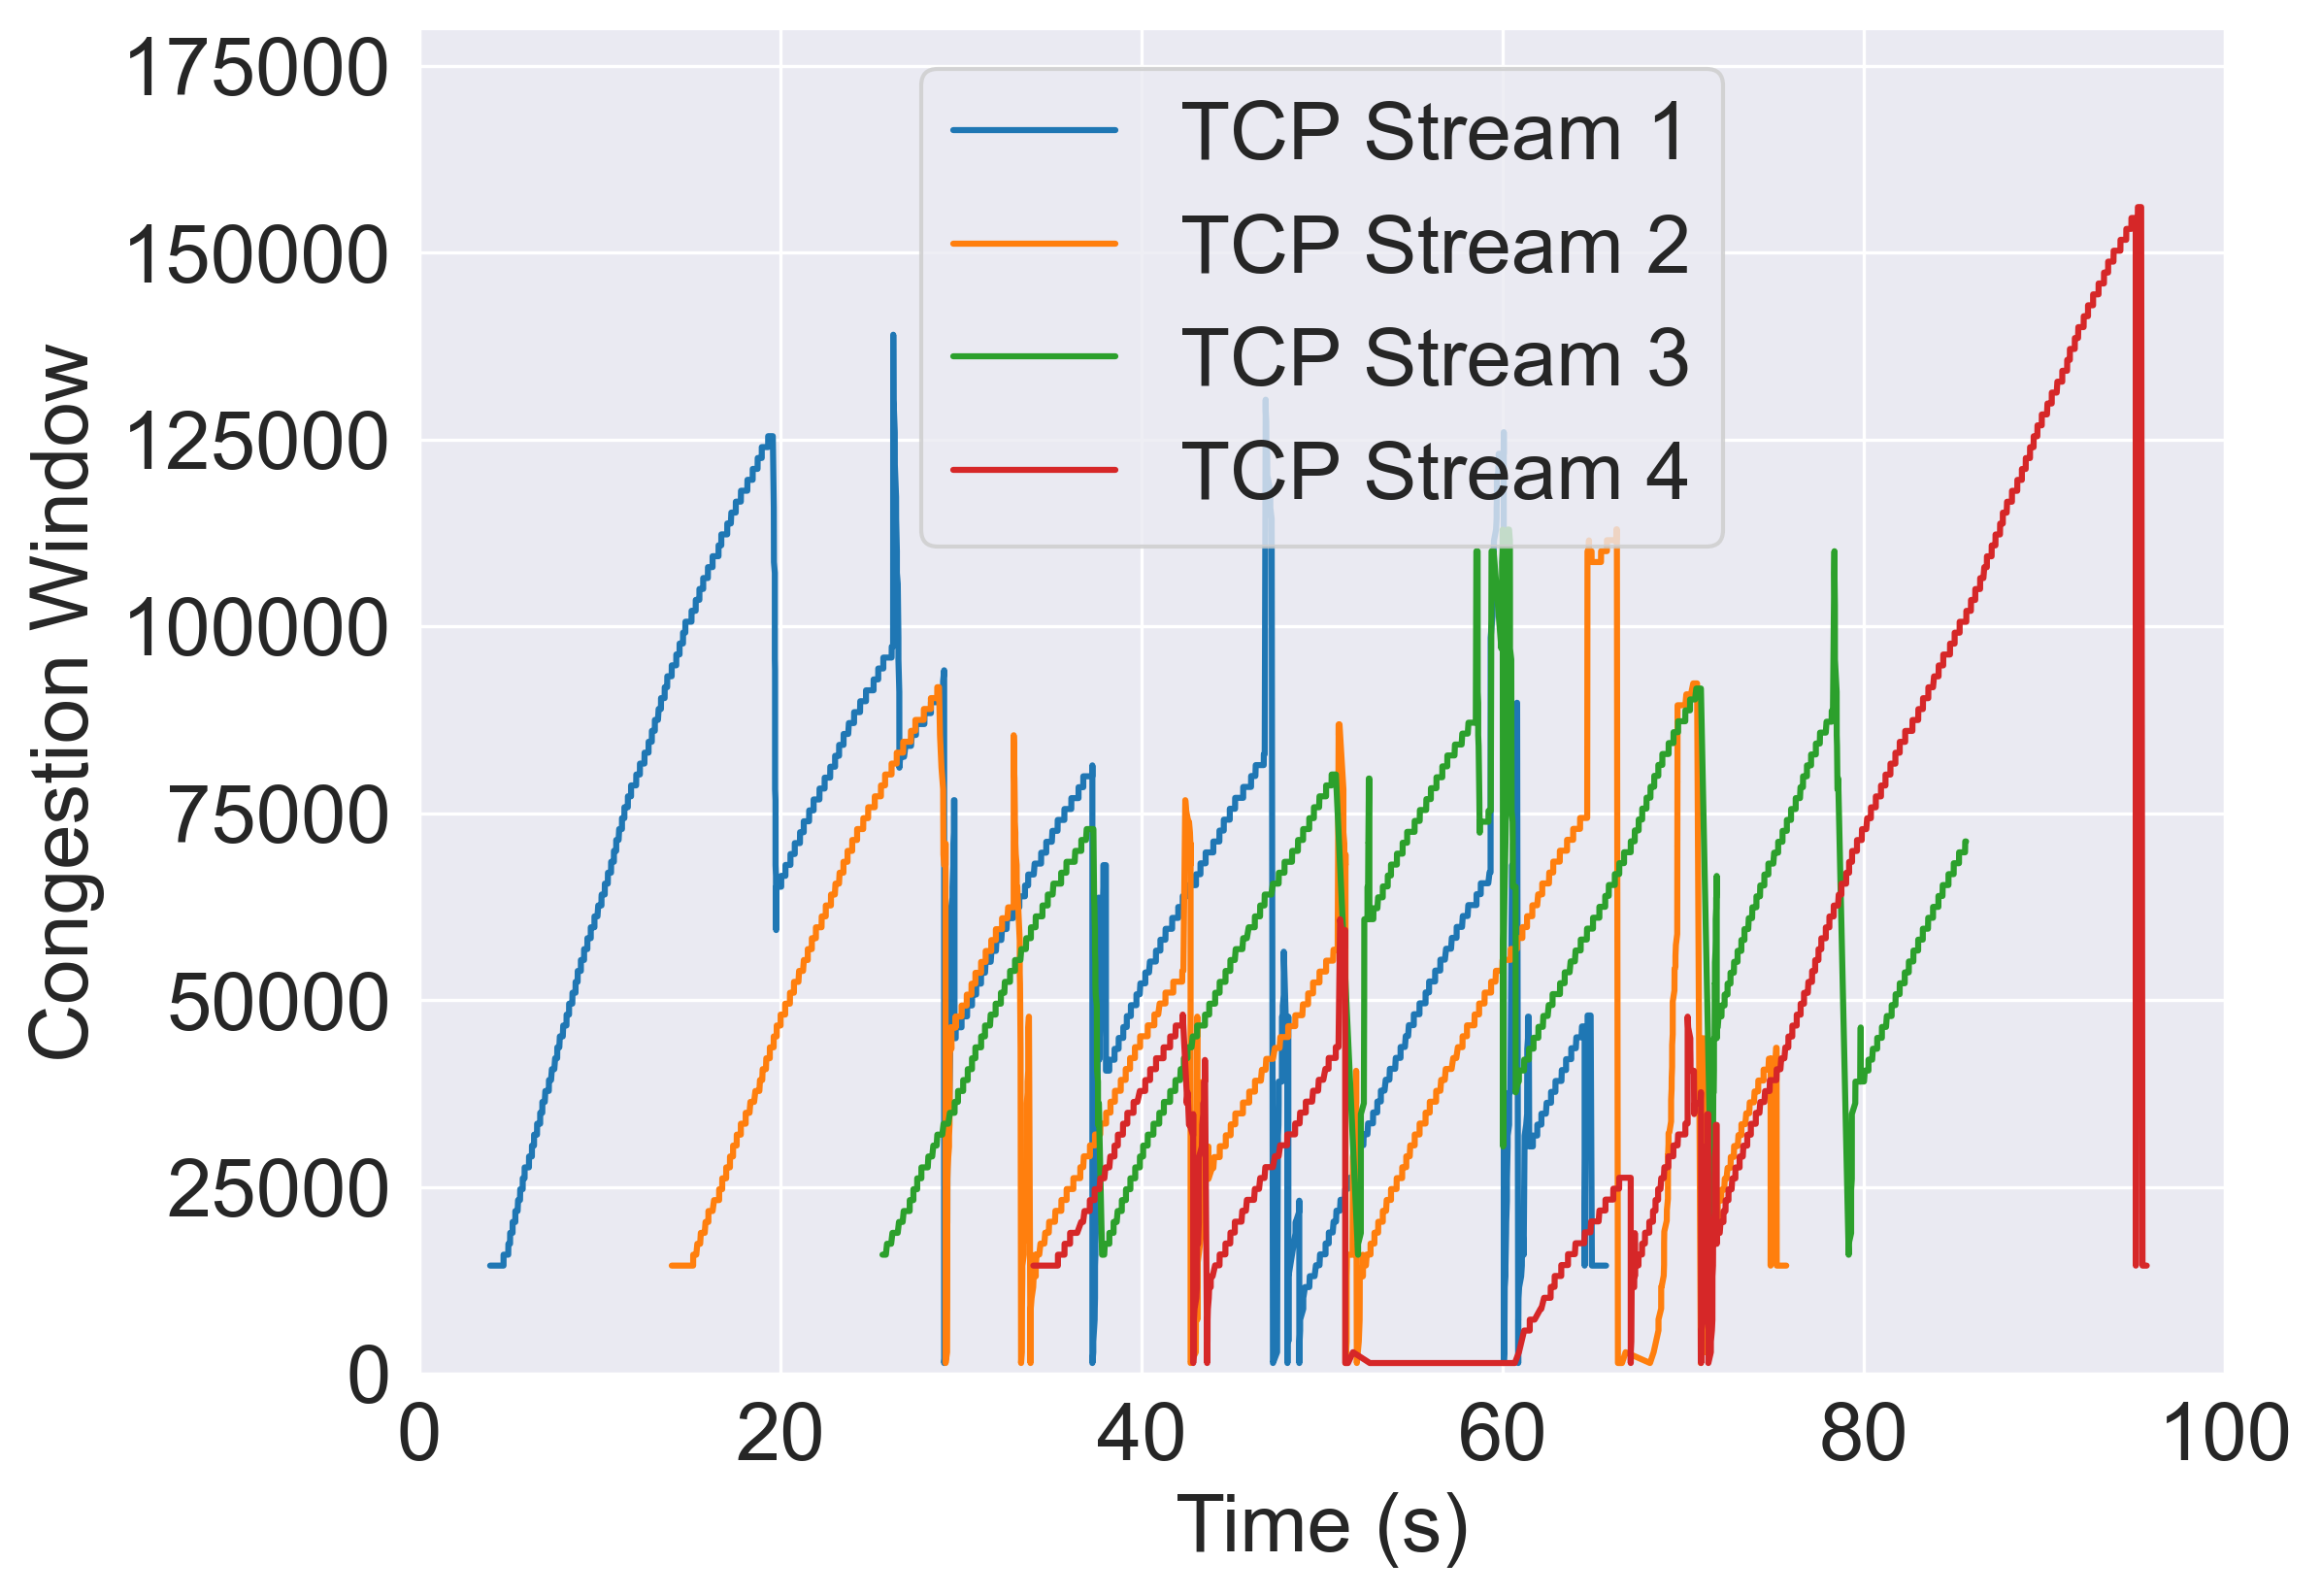 175000
150000
125000
100000
75000
50000
25000
0
Congestion Window
TCP Stream 1
TCP Stream 2
TCP Stream 3
TCP Stream 4
0 20 40 60 80 100
Time (s)